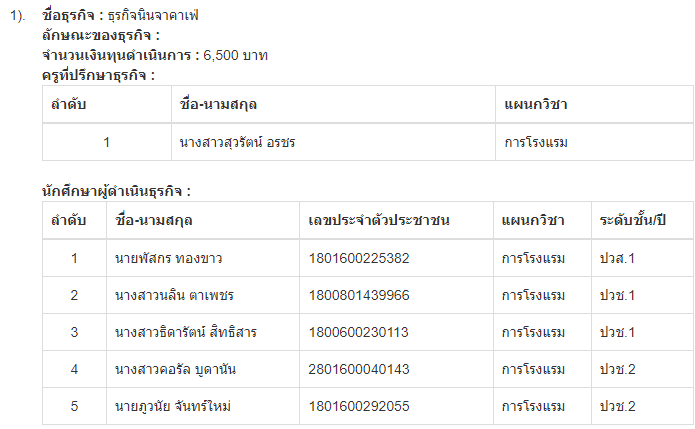 1). ชื่อธุรกิจ : ธุรกิจนินจาคาเฟ่
ลักษณะของธุรกิจ :
จำนวนเงินทุนดำเนินการ : 6,500 บาท
ครูที่ปรึกษาธุรกิจ :
ลำดับ ชื่อ-นามสกุล แผนกวิชา
1 นางสาวสุวรัตน์ อรชร การโรงแรม
นักศึกษาผู้ดำเนินธุรกิจ :
ลำดับ ชื่อ-นามสกุล เลขประจำตัวประชาชน แผนกวิชา ระดับชั้น/ปี
1 นายพัสกร ทองขาว 1801600225382 การโรงแรม ปวส.1
2 นางสาวนลิน ตาเพชร 1800801439966 การโรงแรม ปวช.1
3 นางสาวธิดารัตน์ สิทธิสาร 1800600230113 การโรงแรม ปวช.1
4 นางสาวคอรัล บูดานัน 2801600040143 การโรงแรม ปวช.2
5 นายภูวนัย จันทร์ใหม่ 1801600292055 การโรงแรม ปวช.2